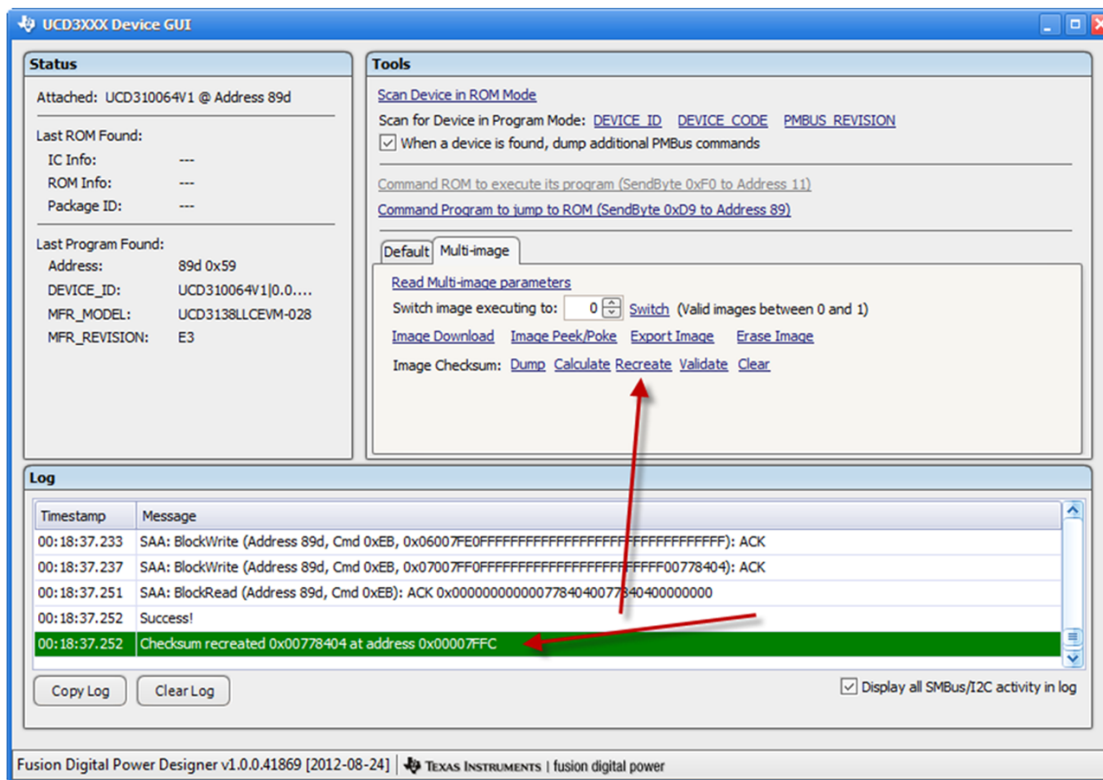 UCD3XXX Device GUI
Status
Attached: UCD310064V1 @ Address 89d
Last ROM Found:
IC Info: ---
ROM Info: ---
Package ID: ---
Last Program Found:
Address: 89d 0x59
DEVICE_ID: UCD310064V1|0.0....
MFR_MODEL: UCD3138LLCEVM-028
MFR_REVISION: E3
Tools
Scan Device in ROM Mode
Scan for Device in Program Mode: DEVICE_ID DEVICE_CODE PMBUS_REVISION
When a device is found, dump additional PMBus commands
Command ROM to execute its program (SendByte 0xF0 to Address 11)
Command Program to jump to ROM (SendByte 0xD9 to Address 89)
Default Multi-image
Read Multi-image parameters
Switch image executing to: 0 Switch (Valid images between 0 and 1)
Image Download Image Peek/Poke Export Image Erase Image
Image Checksum: Dump Calculate Recreate Validate Clear
Log
Timestamp Message
00:18:37.233 SAA: BlockWrite (Address 89d, Cmd 0xEB, 0x06007FE0FFFFFFFFFFFFFFFFFFFFFFFFFFFFFFFF): ACK
00:18:37.237 SAA: BlockWrite (Address 89d, Cmd 0xEB, 0x07007FF0FFFFFFFFFFFFFFFFFFFFFFFF00778404): ACK
00:18:37.251 SAA: BlockRead (Address 89d, Cmd 0xEB): ACK 0x00000000000077840400778404000000000
00:18:37.252 Success!
00:18:37.252 Checksum recreated 0x00778404 at address 0x00007FFC
Copy Log Clear Log Display all SMBus/I2C activity in log
Fusion Digital Power Designer v1.0.0.41869 [2012-08-24] TEXAS INSTRUMENTS | fusion digital power